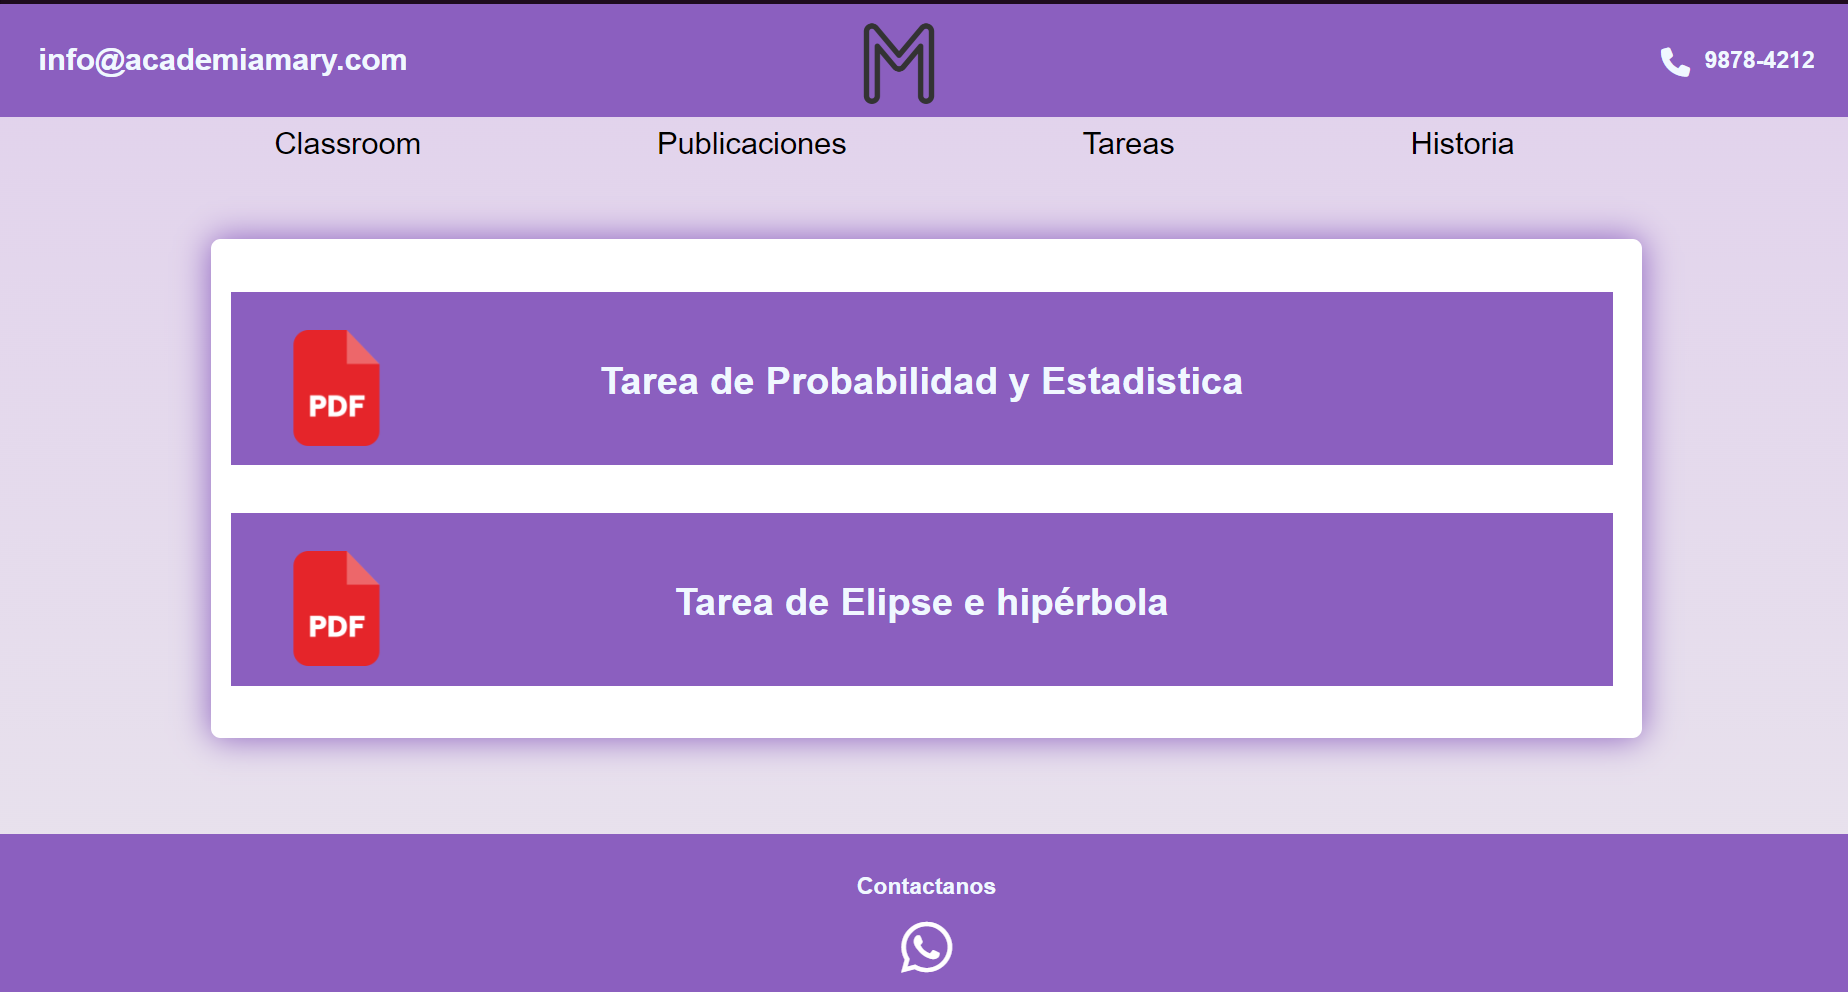 info@academiamary.com
M
9878-4212
Classroom Publicaciones Tareas Historia
PDF
Tarea de Probabilidad y Estadistica
PDF
Tarea de Elipse e hipérbola
Contactanos